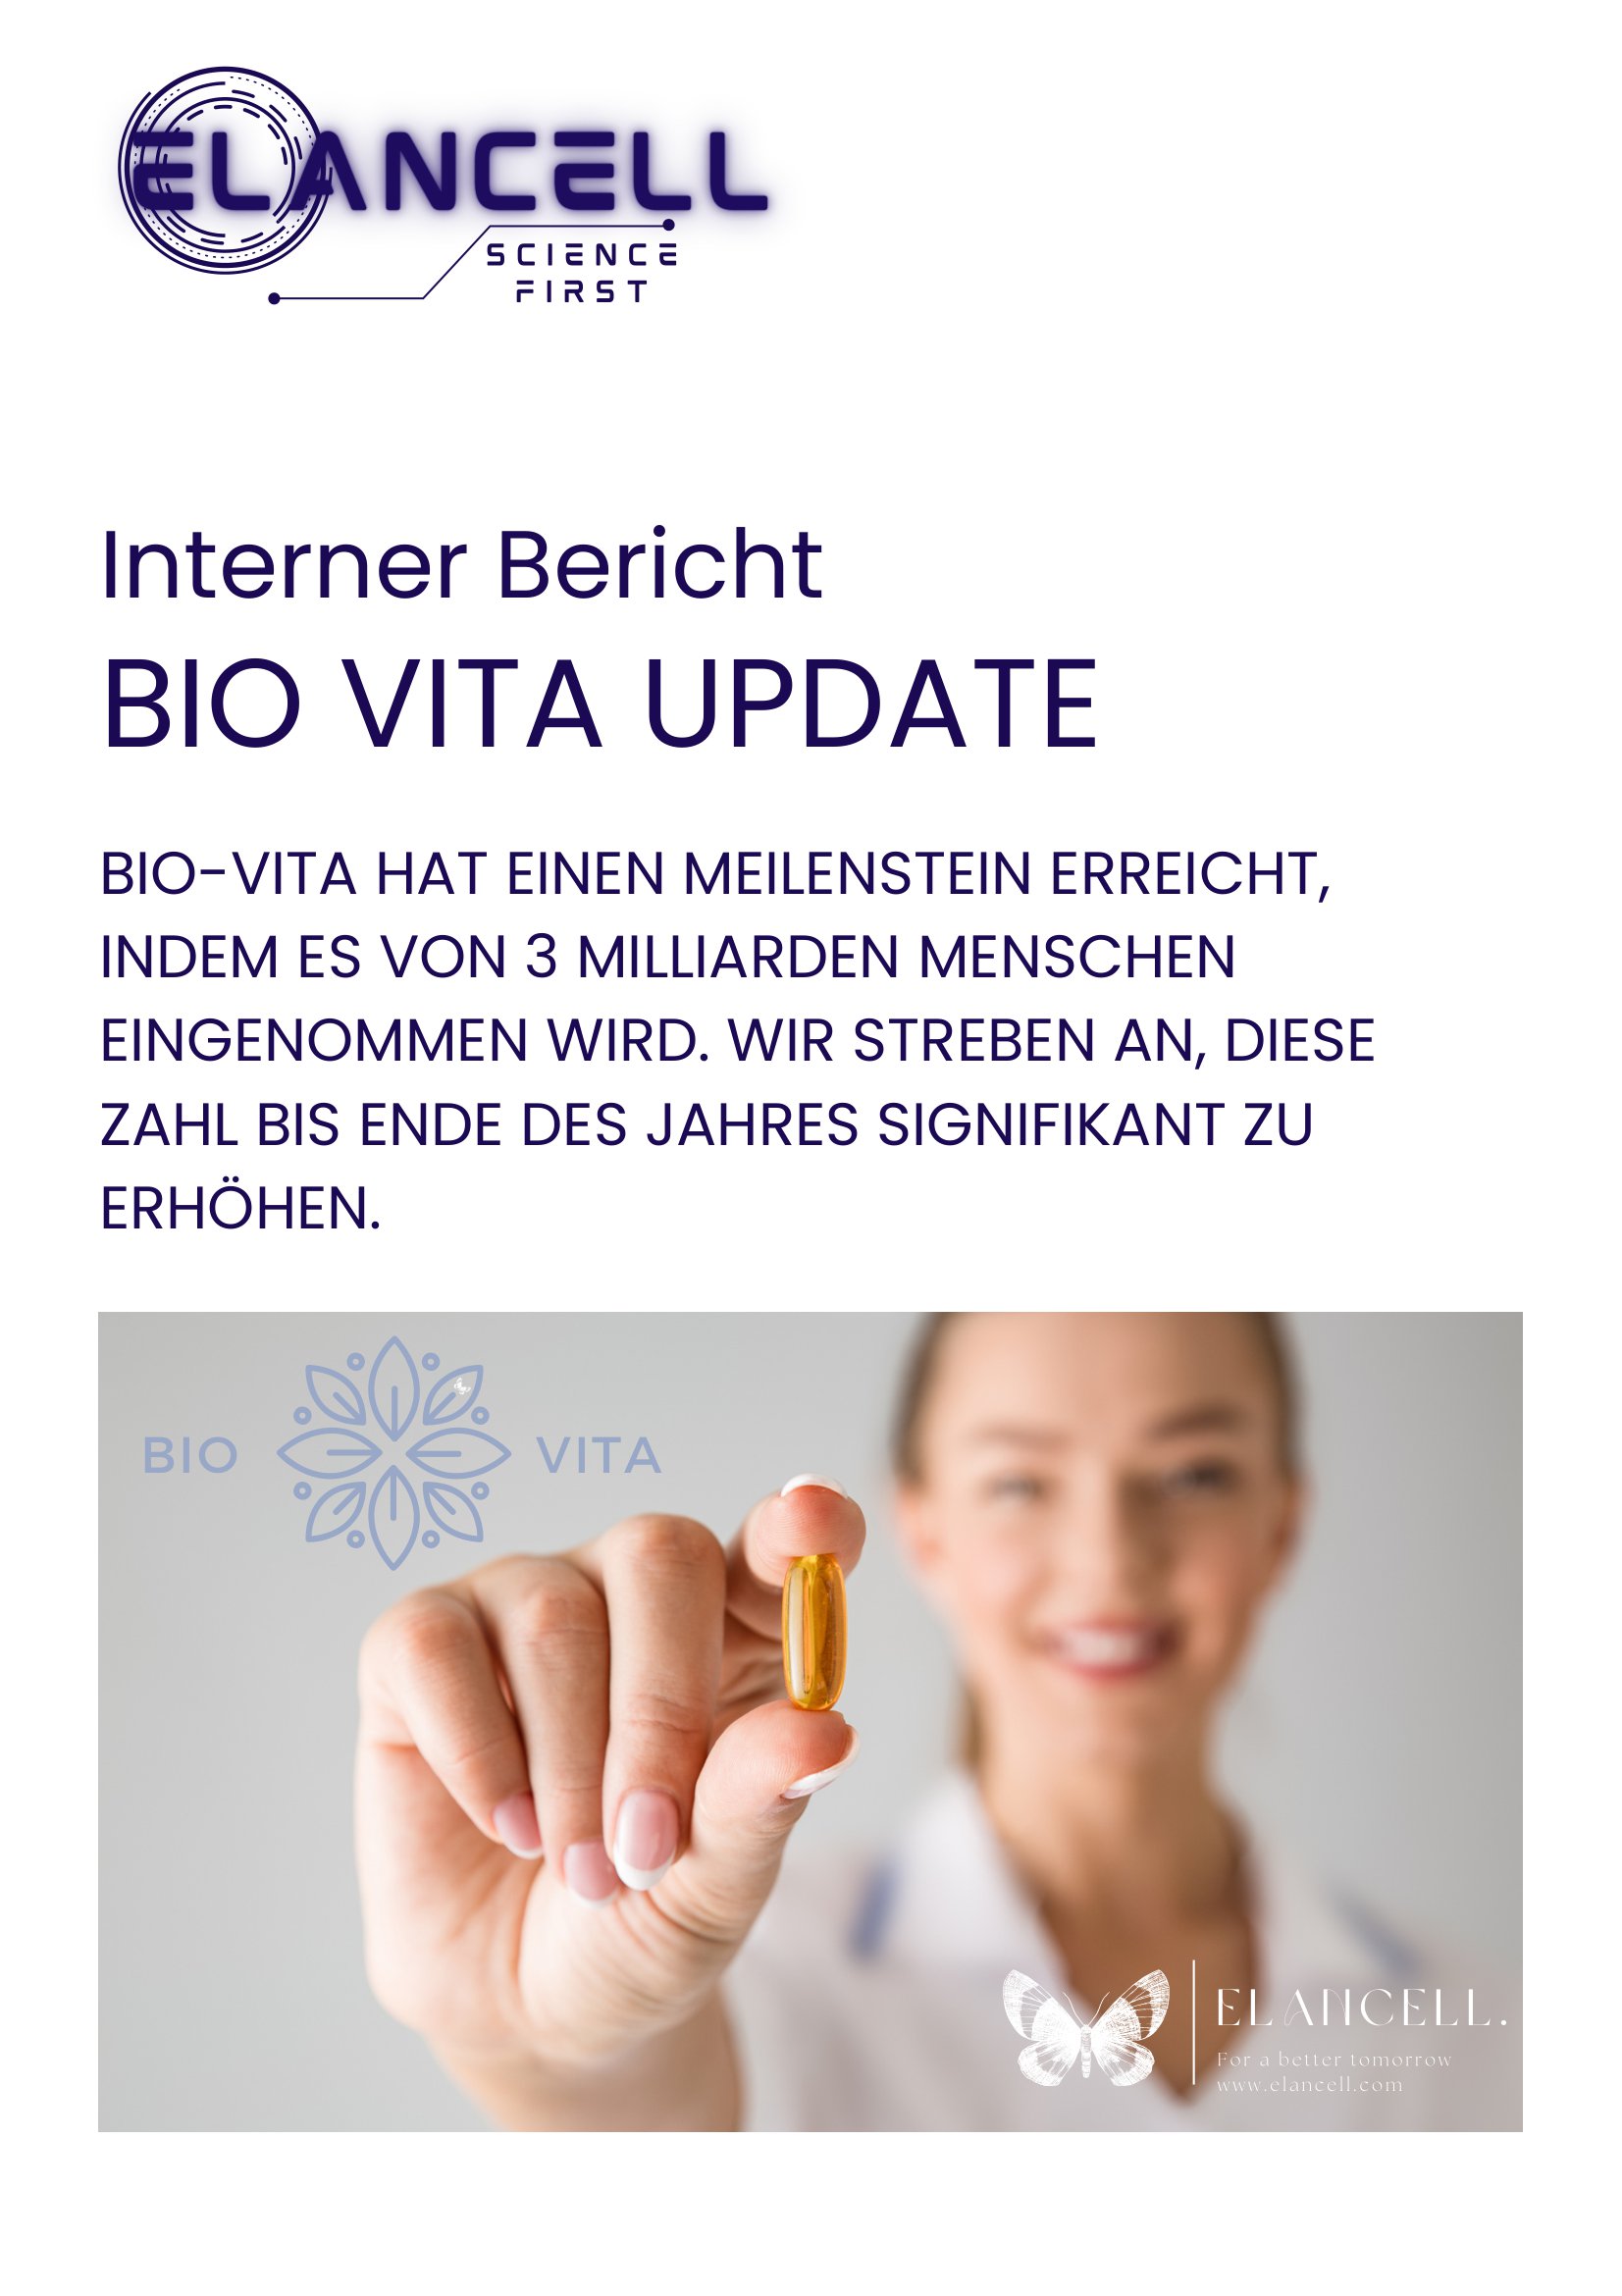 ELANCELL
SCIENCE
FIRST
Interner Bericht
BIO VITA UPDATE
BIO-VITA HAT EINEN MEILENSTEIN ERREICHT,
INDEM ES VON 3 MILLIARDEN MENSCHEN
EINGENOMMEN WIRD. WIR STREBEN AN, DIESE
ZAHL BIS ENDE DES JAHRES SIGNIFIKANT ZU
ERHÖHEN.
BIO VITA
ELANCELL.
For a better tomorrow
www.elancell.com